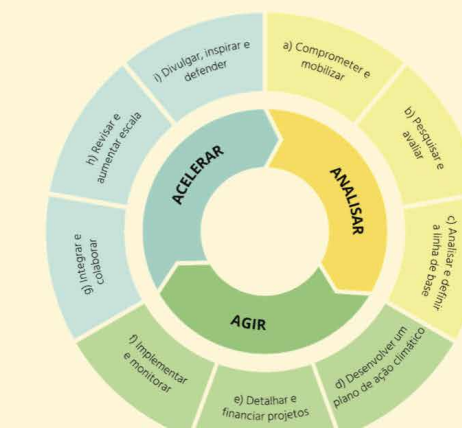 a) Comprometer e
mobilizar
b) Pesquisar e
avaliar
c) Analisar e definir
a linha de base
d) Desenvolver um
plano de ação climático
e) Detalhar e
financiar projetos
f) Implementar
e monitorar
g) Integrar e
colaborar
h) Revisar e
aumentar escala
i) Divulgar, inspirar e
defender
ANALISAR
AGIR
ACELERAR